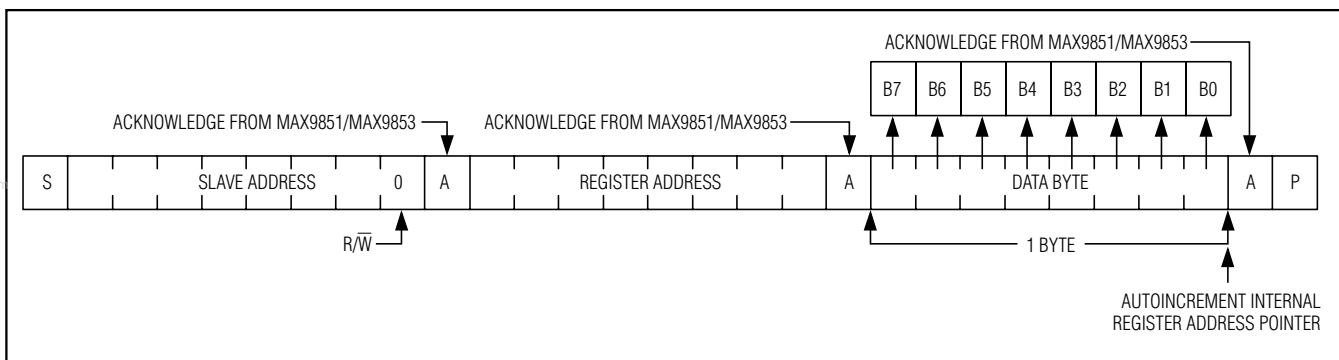 ACKNOWLEDGE FROM MAX9851/MAX9853
B7 B6 B5 B4 B3 B2 B1 B0
ACKNOWLEDGE FROM MAX9851/MAX9853
ACKNOWLEDGE FROM MAX9851/MAX9853
S SLAVE ADDRESS 0 A REGISTER ADDRESS A DATA BYTE A P
R/W̅
1 BYTE
AUTOINCREMENT INTERNAL
REGISTER ADDRESS POINTER